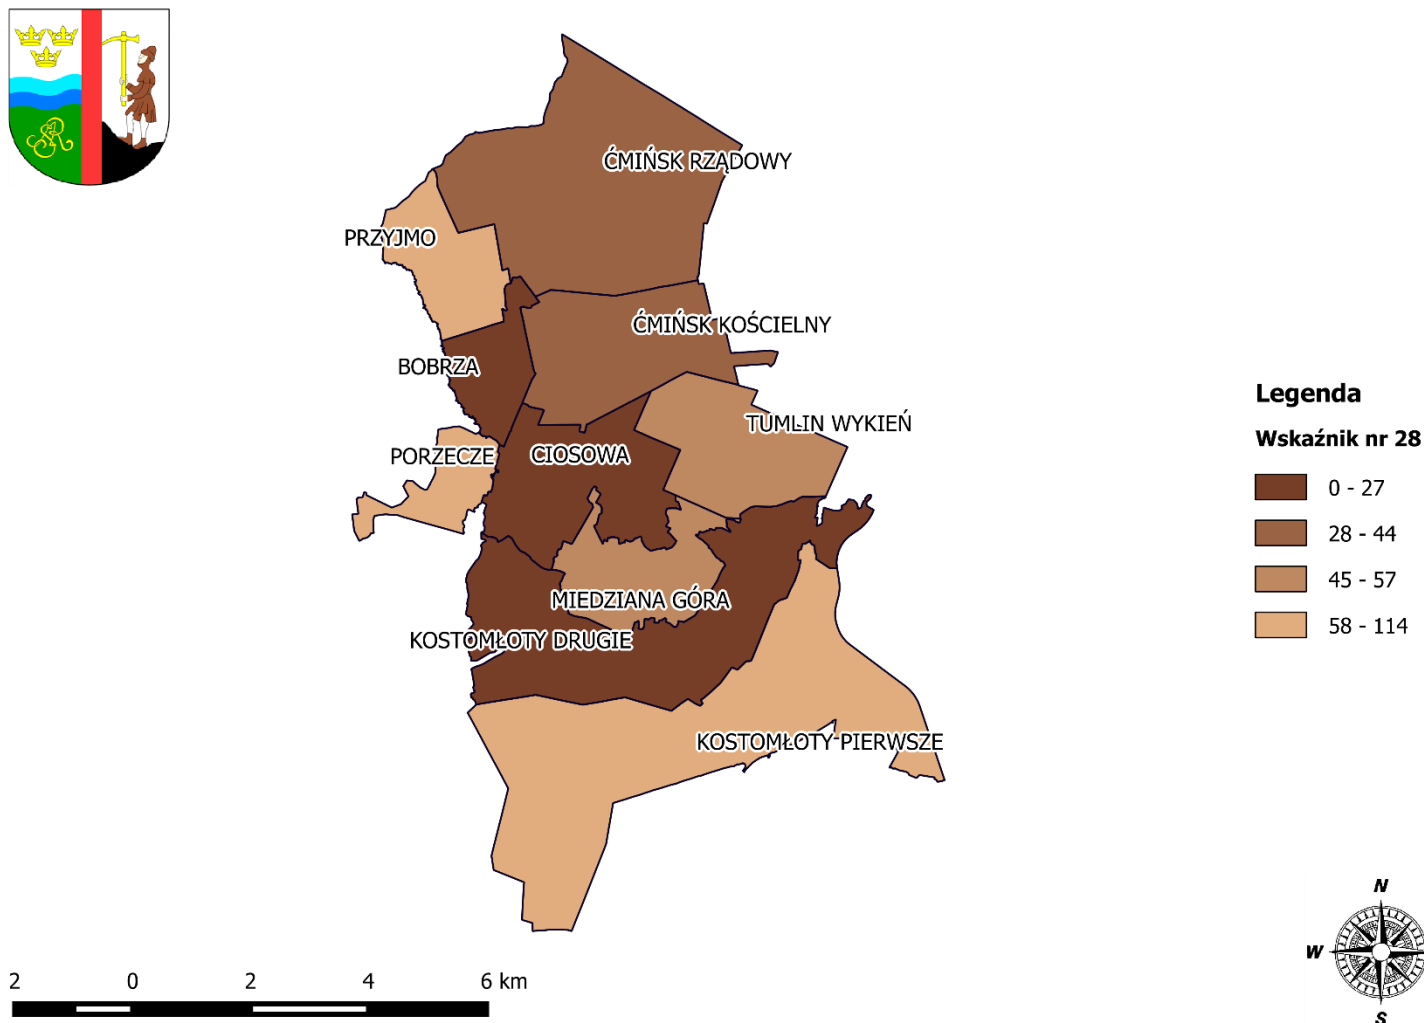 ĆMIŃSK RZĄDOWY
PRZYJMO
ĆMIŃSK KOŚCIELNY
BOBRZA
TUMLIN WYKIEŃ
PORZECZE
CIOSOWA
MIEDZIANA GÓRA
KOSTOMŁOTY DRUGIE
KOSTOMŁOTY PIERWSZE
Legenda
Wskaźnik nr 28
0 - 27
28 - 44
45 - 57
58 - 114
N
W
S
2 0 2 4 6 km